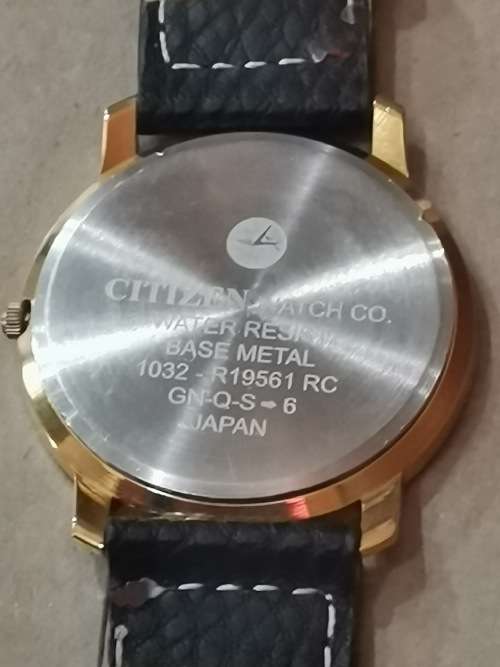 CITIZEN WATCH CO.
WATER RESIST
BASE METAL
1032 - R19561 RC
GN-Q-S➡6
JAPAN